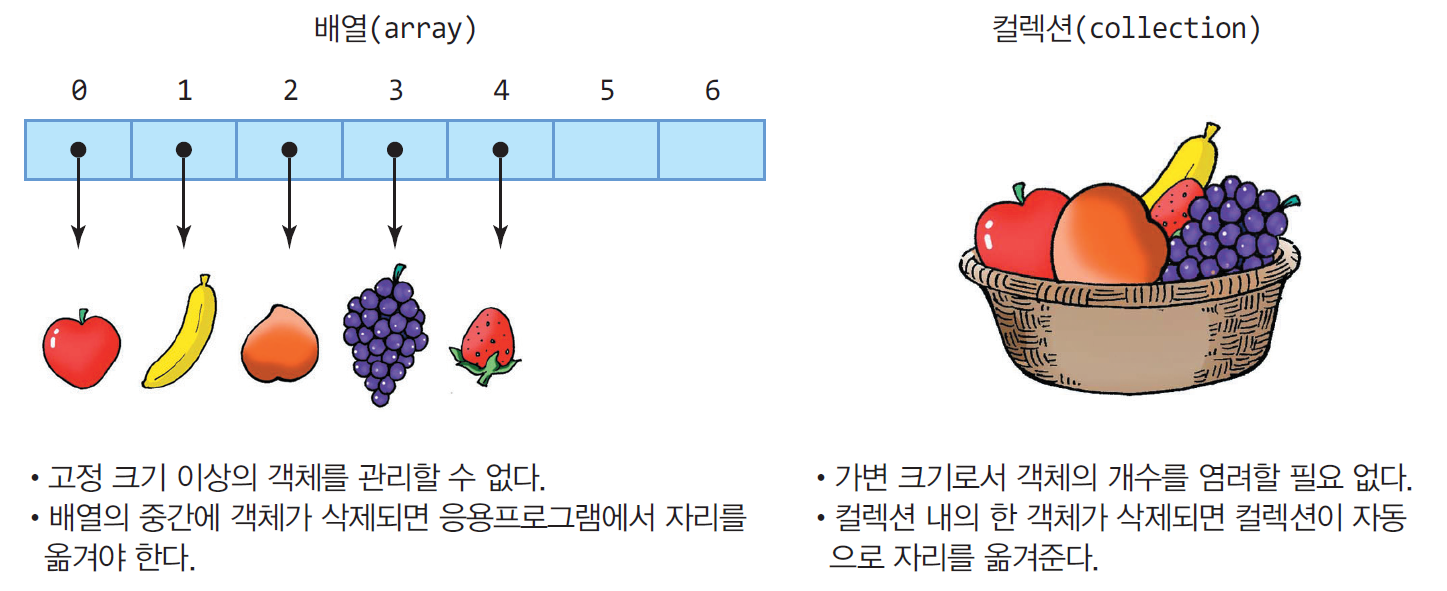 배열(array)
0 1 2 3 4 5 6
• 고정 크기 이상의 객체를 관리할 수 없다.
• 배열의 중간에 객체가 삭제되면 응용프로그램에서 자리를
옮겨야 한다.
컬렉션(collection)
• 가변 크기로서 객체의 개수를 염려할 필요 없다.
• 컬렉션 내의 한 객체가 삭제되면 컬렉션이 자동
으로 자리를 옮겨준다.